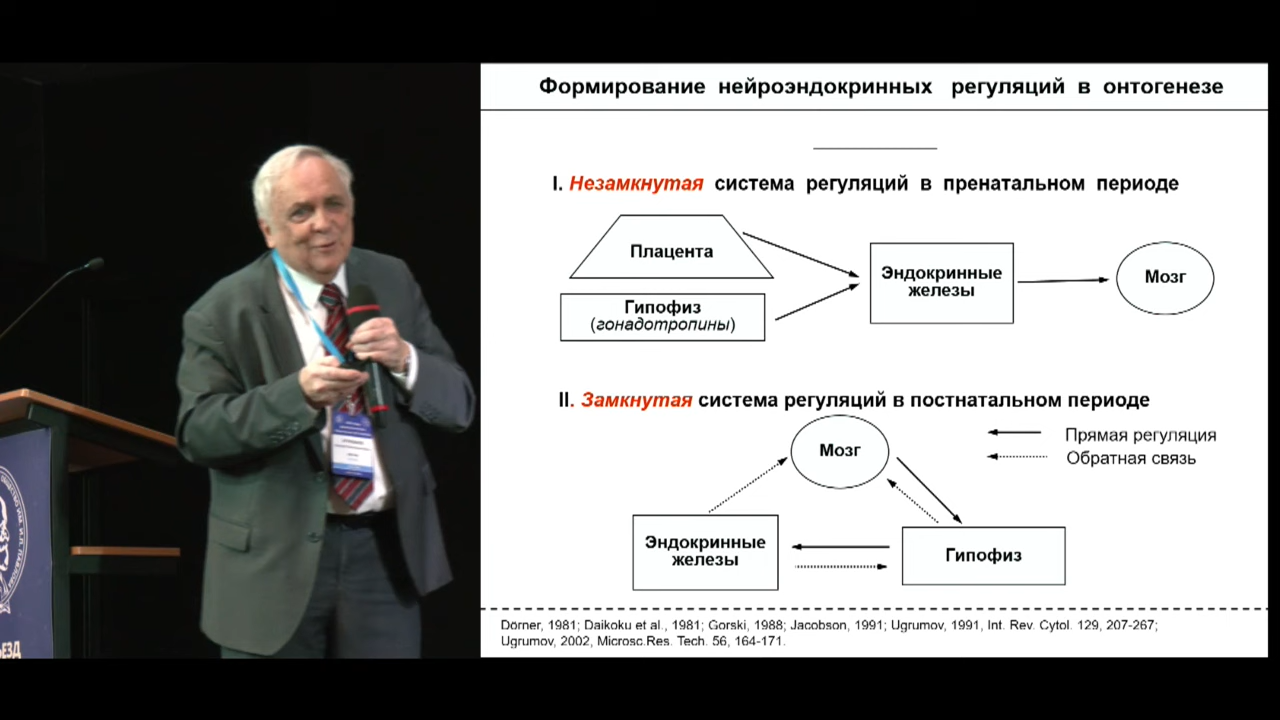 Формирование нейроэндокринных регуляций в онтогенезе
I. Незамкнутая система регуляций в пренатальном периоде
Плацента
Гипофиз
(гонадотропины)
Эндокринные
железы
Мозг
II. Замкнутая система регуляций в постнатальном периоде
Мозг
Прямая регуляция
Обратная связь
Эндокринные
железы
Гипофиз
Dörner, 1981; Daikoku et al., 1981; Gorski, 1988; Jacobson, 1991; Ugrumov, 1991, Int. Rev. Cytol. 129, 207-267;
Ugrumov, 2002, Microsc.Res. Tech. 56, 164-171.